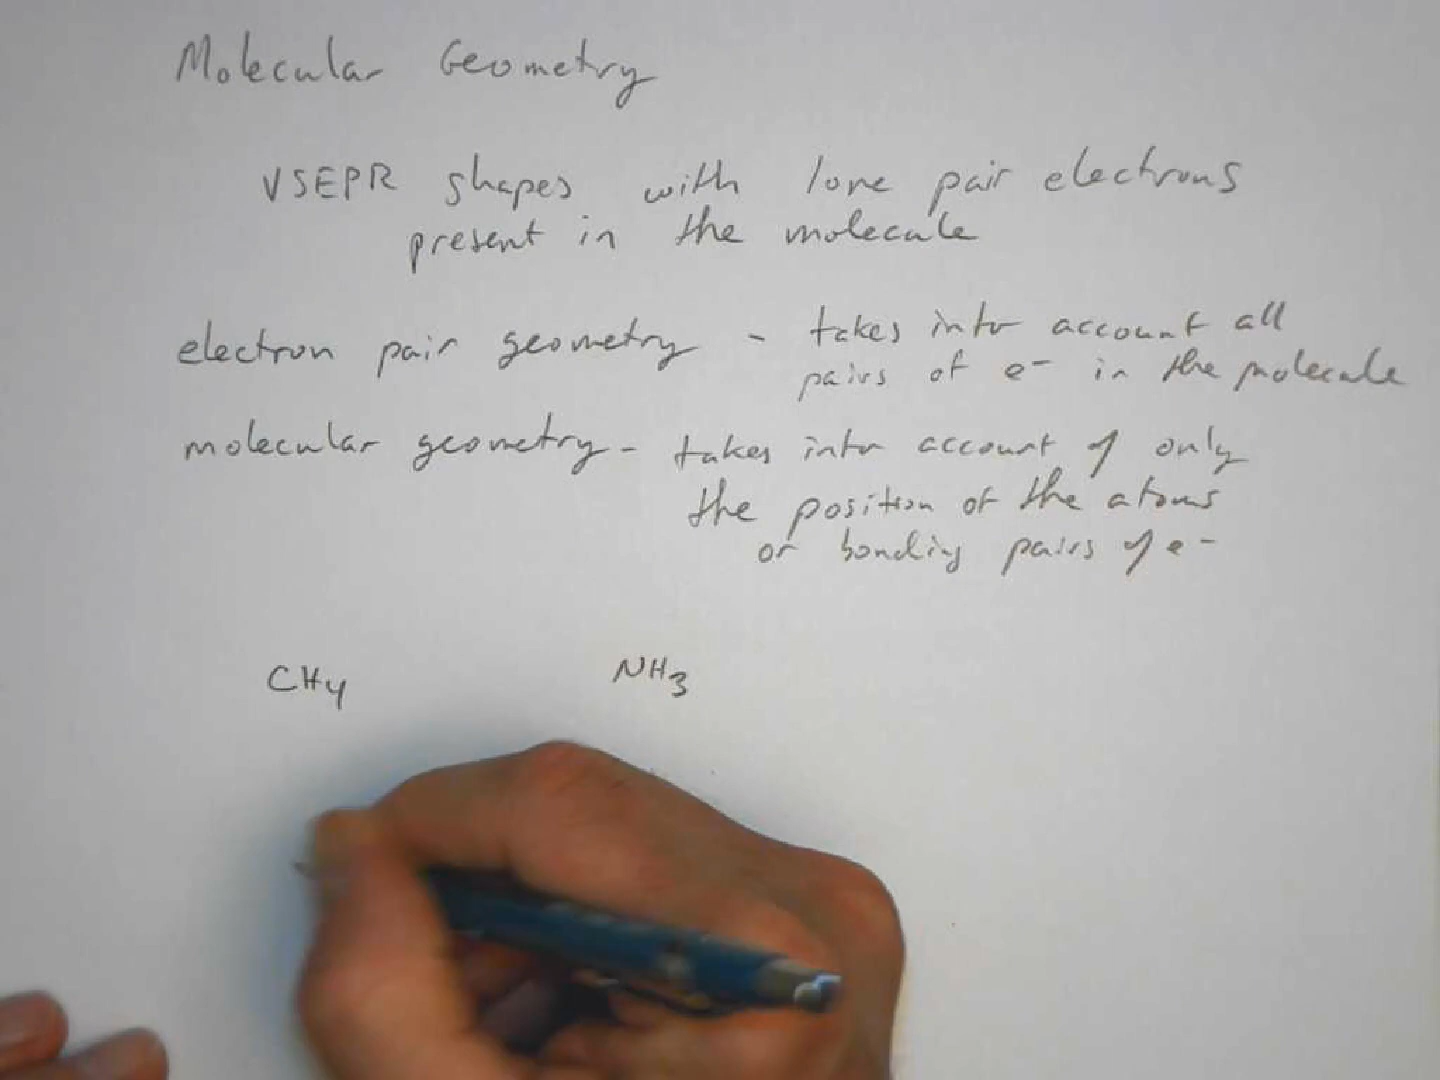 Molecular Geometry
VSEPR shapes with lone pair electrons
present in the molecule
electron pair geometry - takes into account all
pairs of e- in the molecule
molecular geometry - takes into account of only
the position of the atoms
or bonding pairs of e-
CH4 NH3